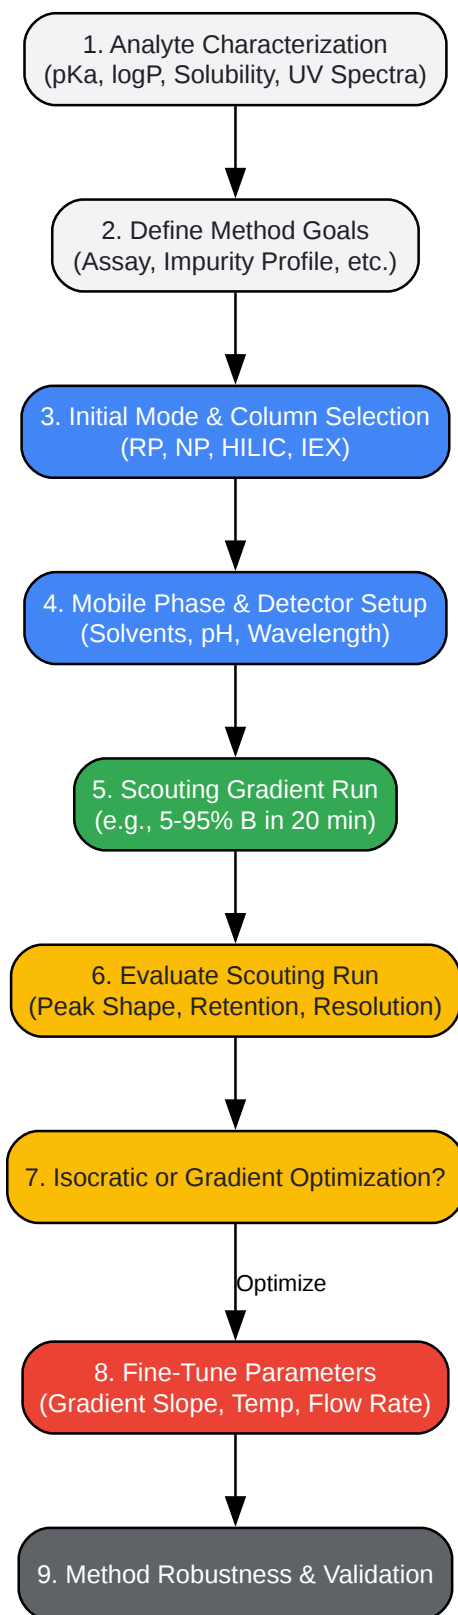 1. Analyte Characterization
(pKa, logP, Solubility, UV Spectra)
2. Define Method Goals
(Assay, Impurity Profile, etc.)
3. Initial Mode & Column Selection
(RP, NP, HILIC, IEX)
4. Mobile Phase & Detector Setup
(Solvents, pH, Wavelength)
5. Scouting Gradient Run
(e.g., 5-95% B in 20 min)
6. Evaluate Scouting Run
(Peak Shape, Retention, Resolution)
7. Isocratic or Gradient Optimization?
Optimize
8. Fine-Tune Parameters
(Gradient Slope, Temp, Flow Rate)
9. Method Robustness & Validation